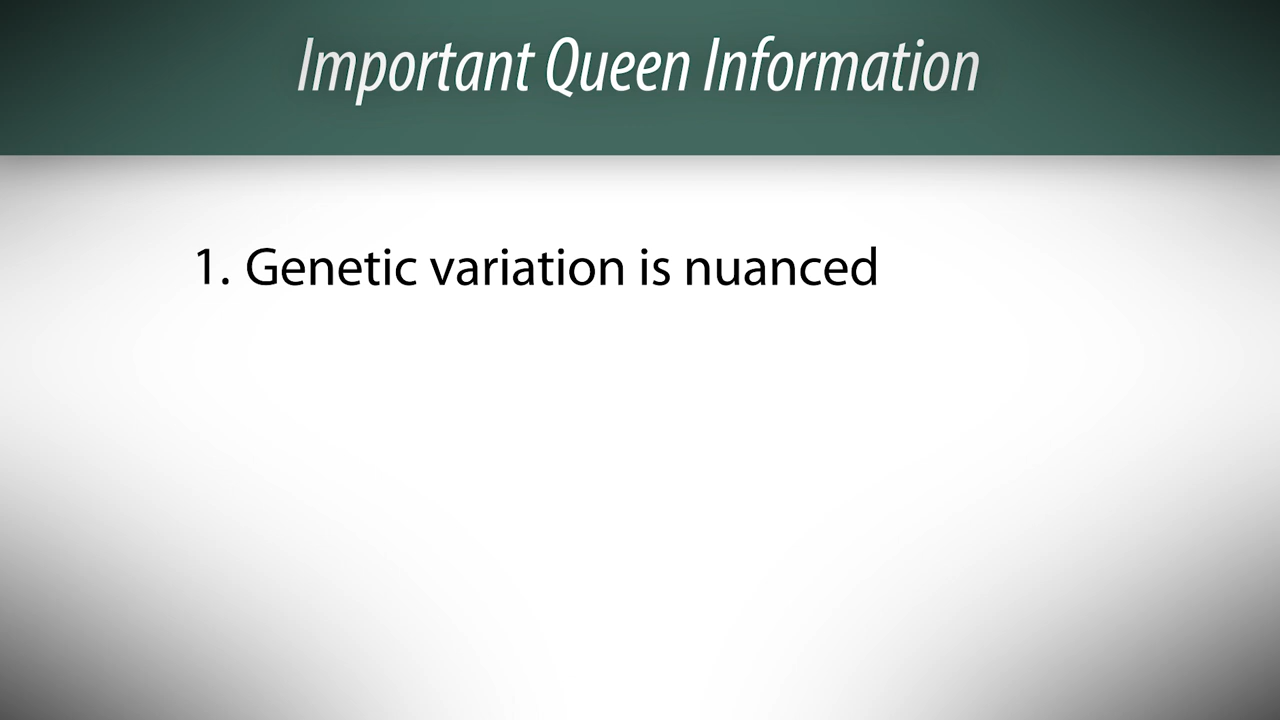 Important Queen Information
1. Genetic variation is nuanced